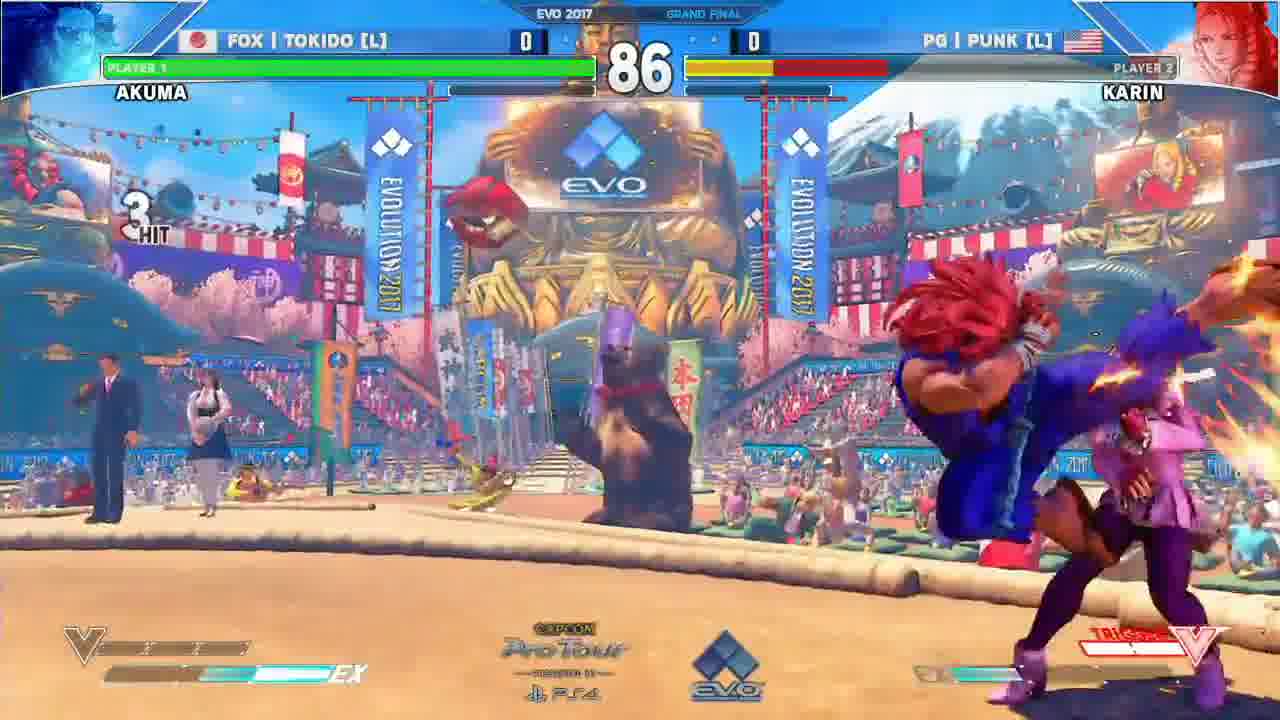 EVO 2017 GRAND FINAL
FOX | TOKIDO [L] 0 86 0 PG | PUNK [L]
PLAYER 1 PLAYER 2
AKUMA KARIN
EVO
EVOLUTION 2017
EVOLUTION 2017
3
HIT
本
CAPCOM
Pro Tour
PS4
EVO
V
EX
TRIGGER
V